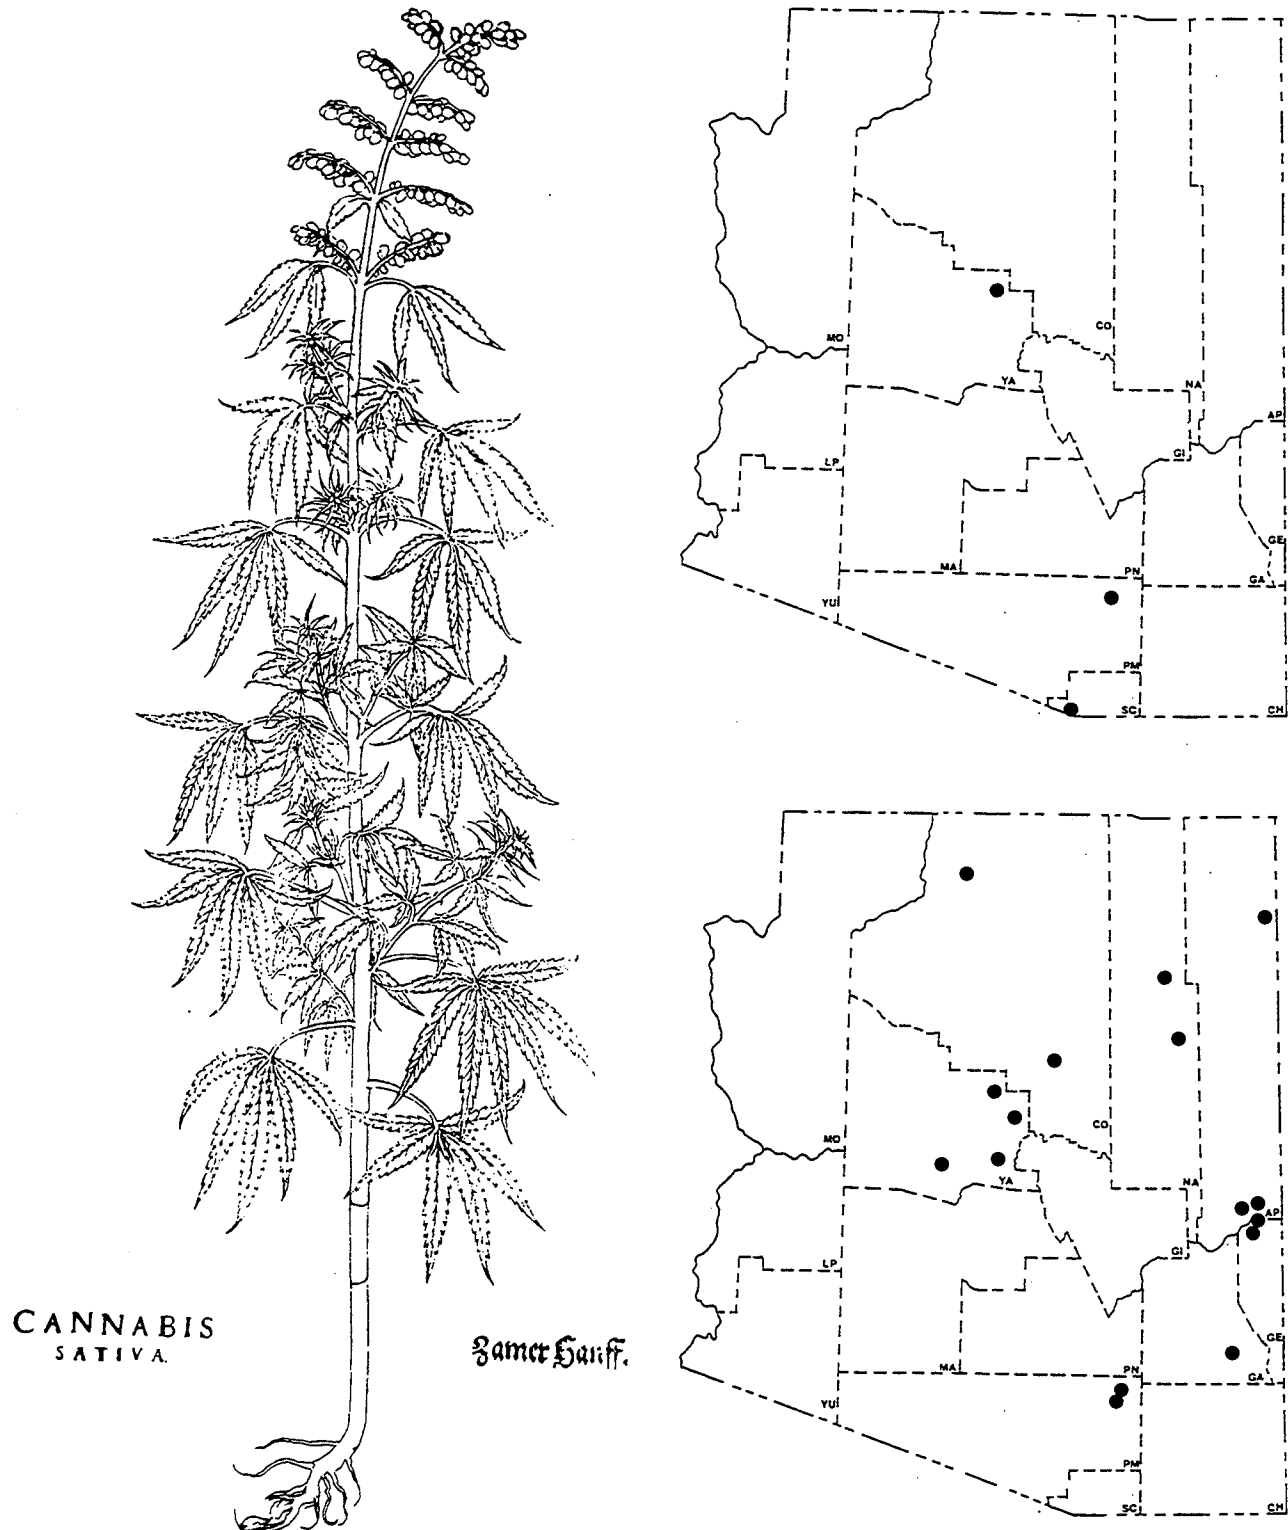 CANNABIS
SATIVA.
Zamer Hanff.
MO
CO
YA
NA
AP
LP
GI
MA
PN
GE
GA
YU
PM
SC
CH
MO
CO
YA
NA
AP
LP
GI
MA
PN
GE
GA
YU
PM
SC
CH